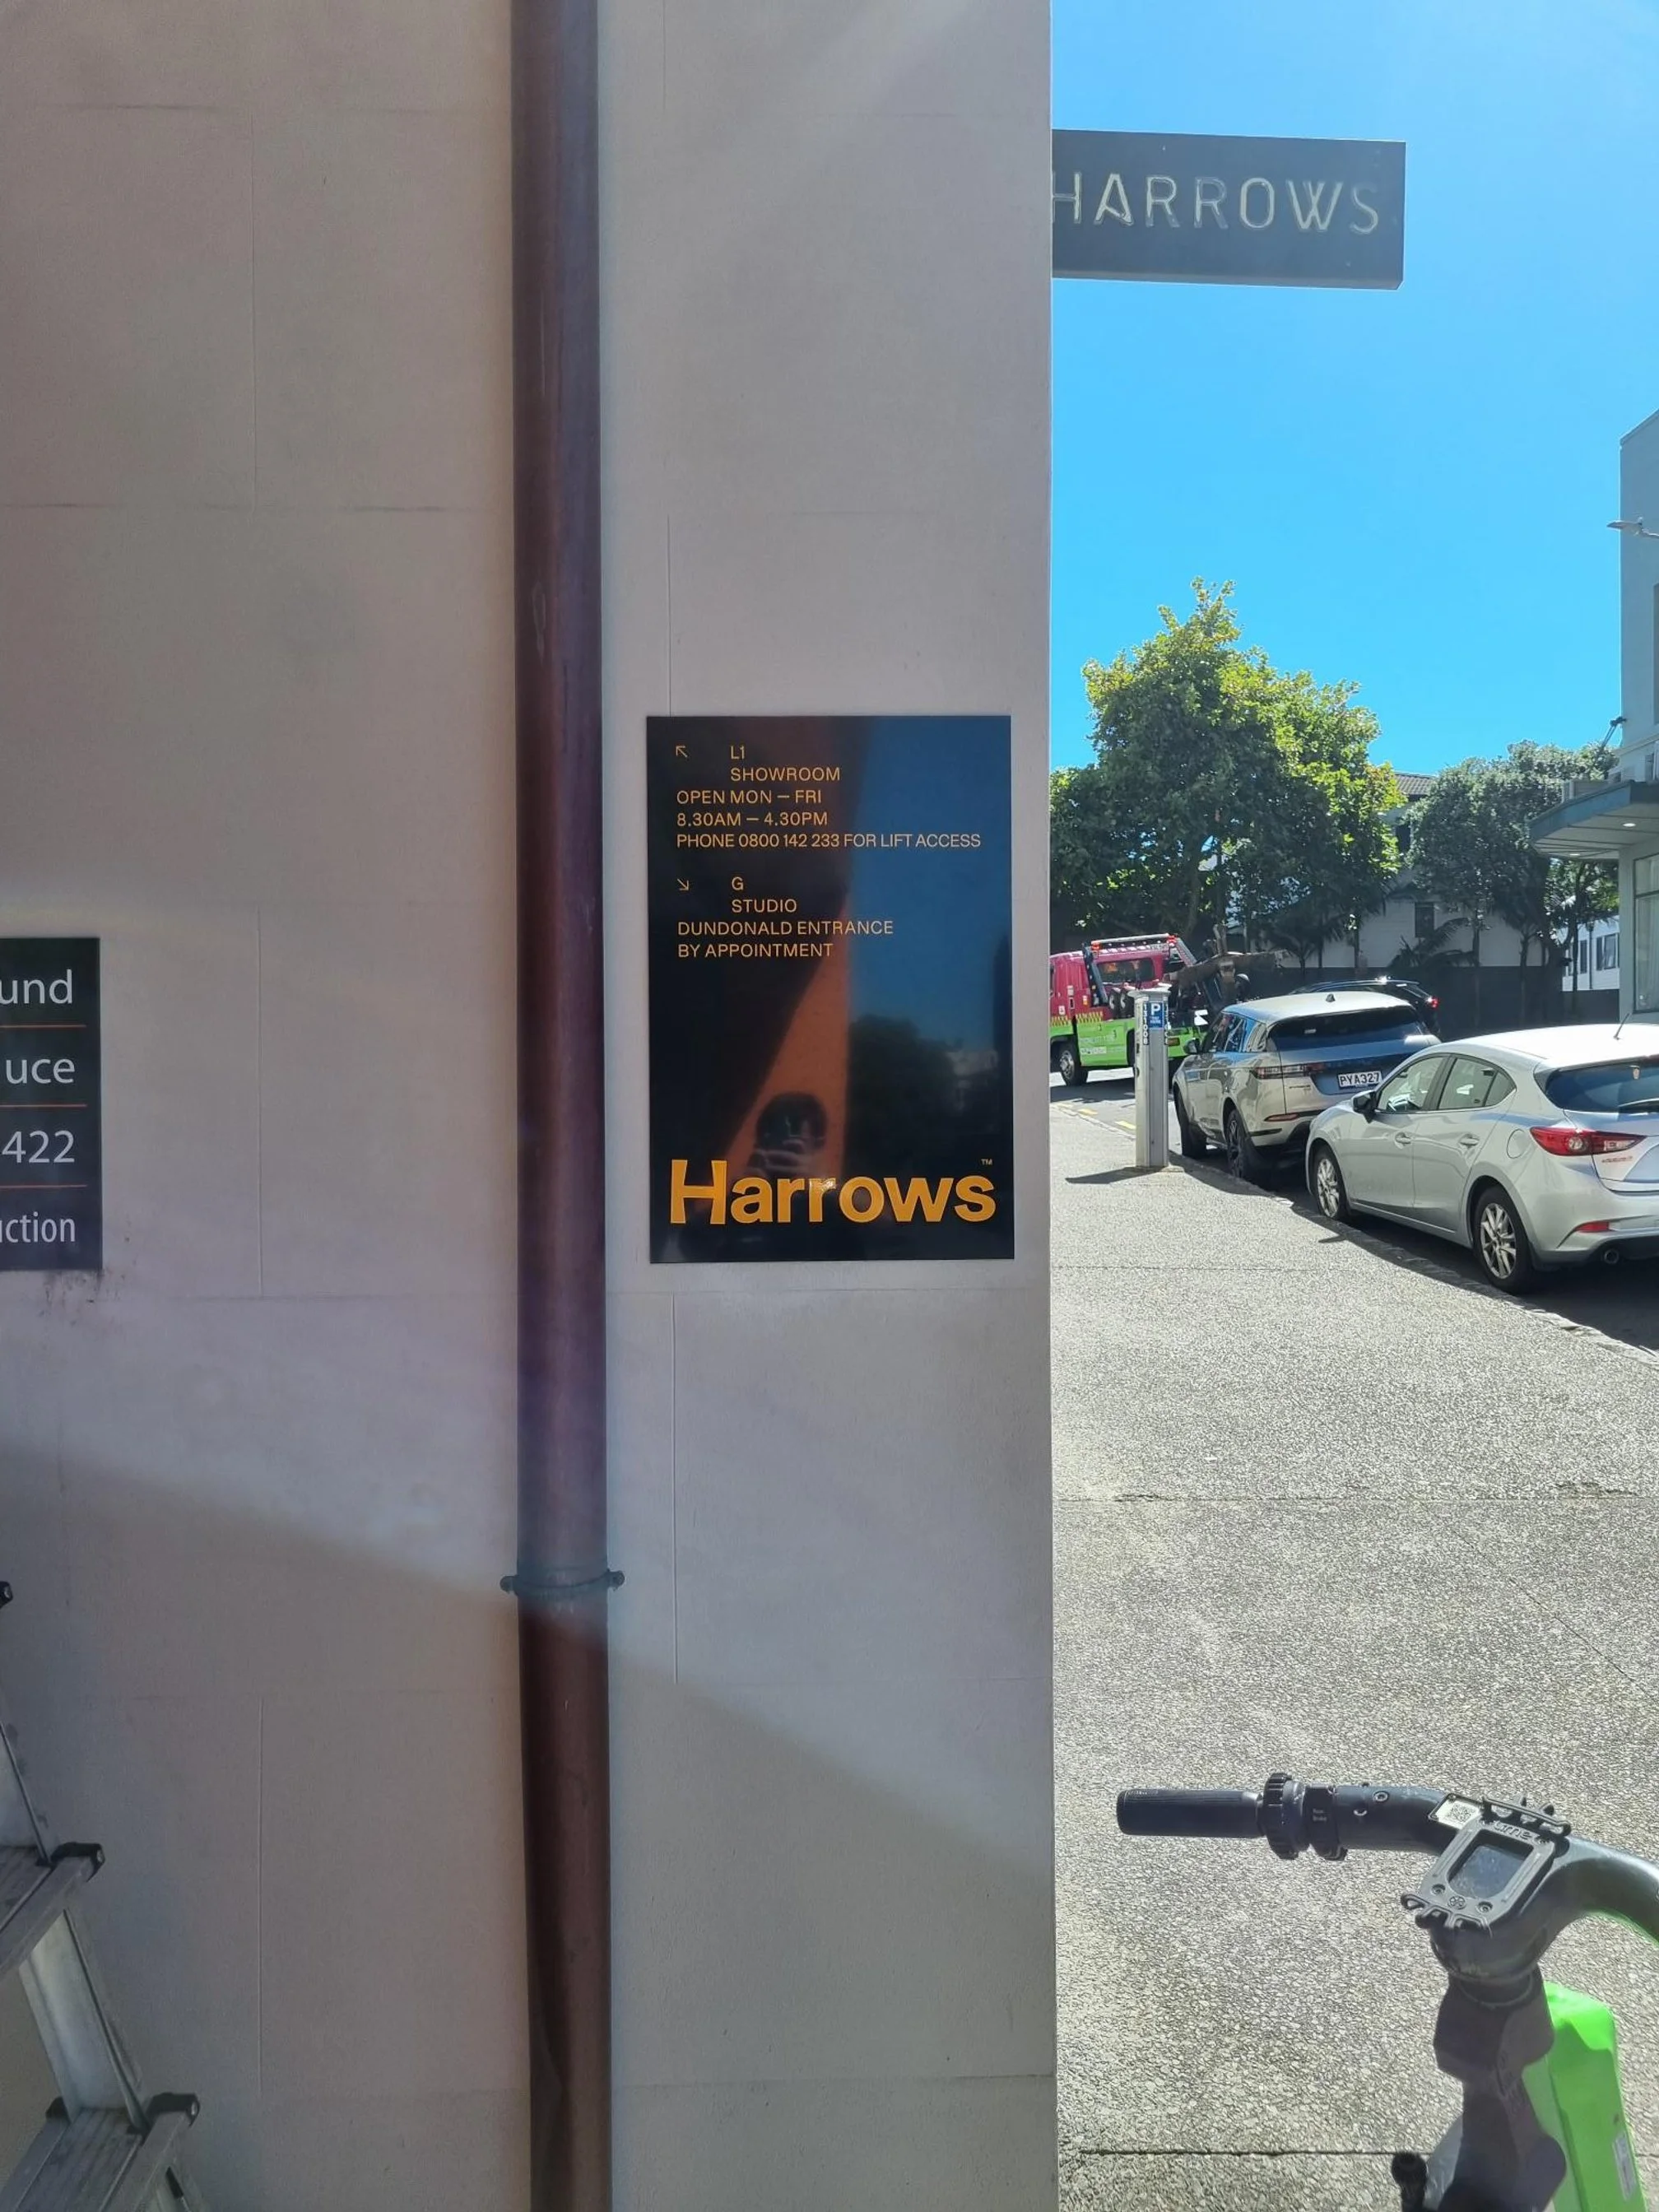 HARROWS
L1
SHOWROOM
OPEN MON — FRI
8.30AM — 4.30PM
PHONE 0800 142 233 FOR LIFT ACCESS
G
STUDIO
DUNDONALD ENTRANCE
BY APPOINTMENT
Harrows™
und
uce
422
ction
P
PYA327